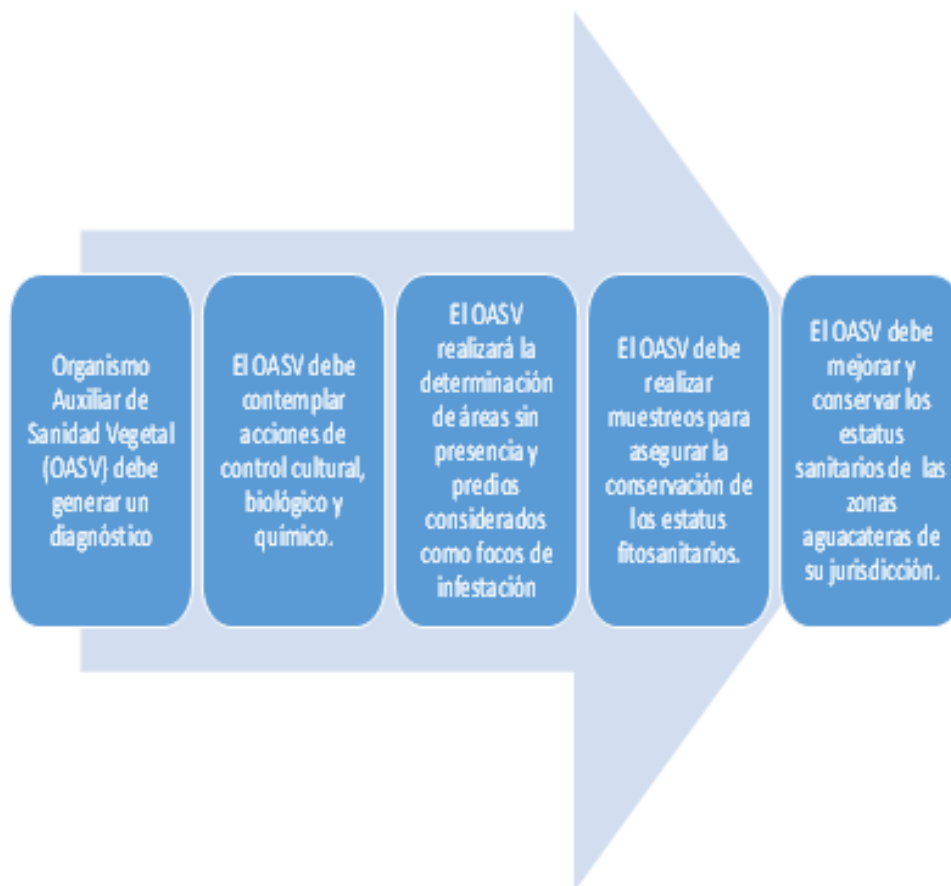 Organismo
Auxiliar de
Sanidad Vegetal
(OASV) debe
generar un
diagnóstico
El OASV debe
contemplar
acciones de
control cultural,
biológico y
químico.
El OASV
realizará la
determinación
de áreas sin
presencia y
predios
considerados
como focos de
infestación
El OASV debe
realizar
muestreos para
asegurar la
conservación de
los estatus
fitosanitarios.
El OASV debe
mejorar y
conservar los
estatus
sanitarios de las
zonas
aguacateras de
su jurisdicción.